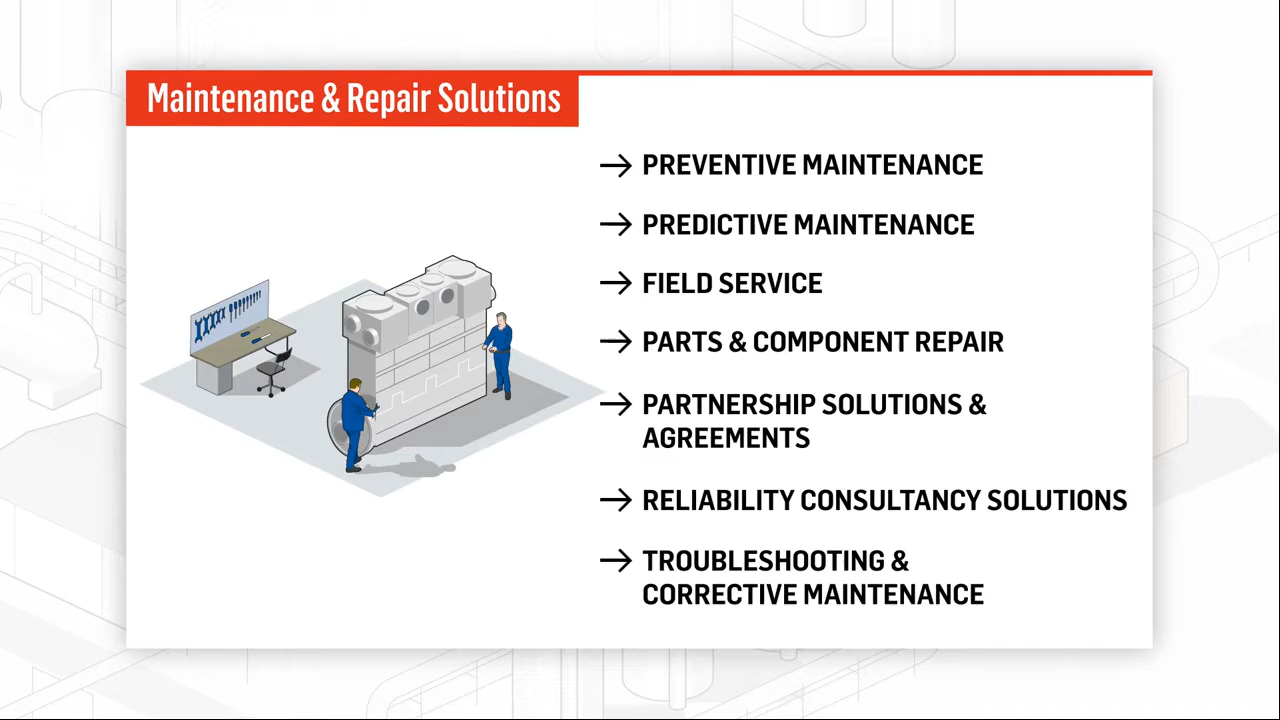 Maintenance & Repair Solutions
→ PREVENTIVE MAINTENANCE
→ PREDICTIVE MAINTENANCE
→ FIELD SERVICE
→ PARTS & COMPONENT REPAIR
→ PARTNERSHIP SOLUTIONS &
AGREEMENTS
→ RELIABILITY CONSULTANCY SOLUTIONS
→ TROUBLESHOOTING &
CORRECTIVE MAINTENANCE